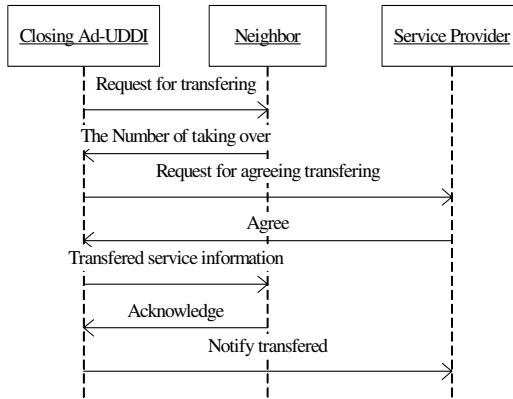 Closing Ad-UDDI
Neighbor
Service Provider
Request for transfering
The Number of taking over
Request for agreeing transfering
Agree
Transfered service information
Acknowledge
Notify transfered